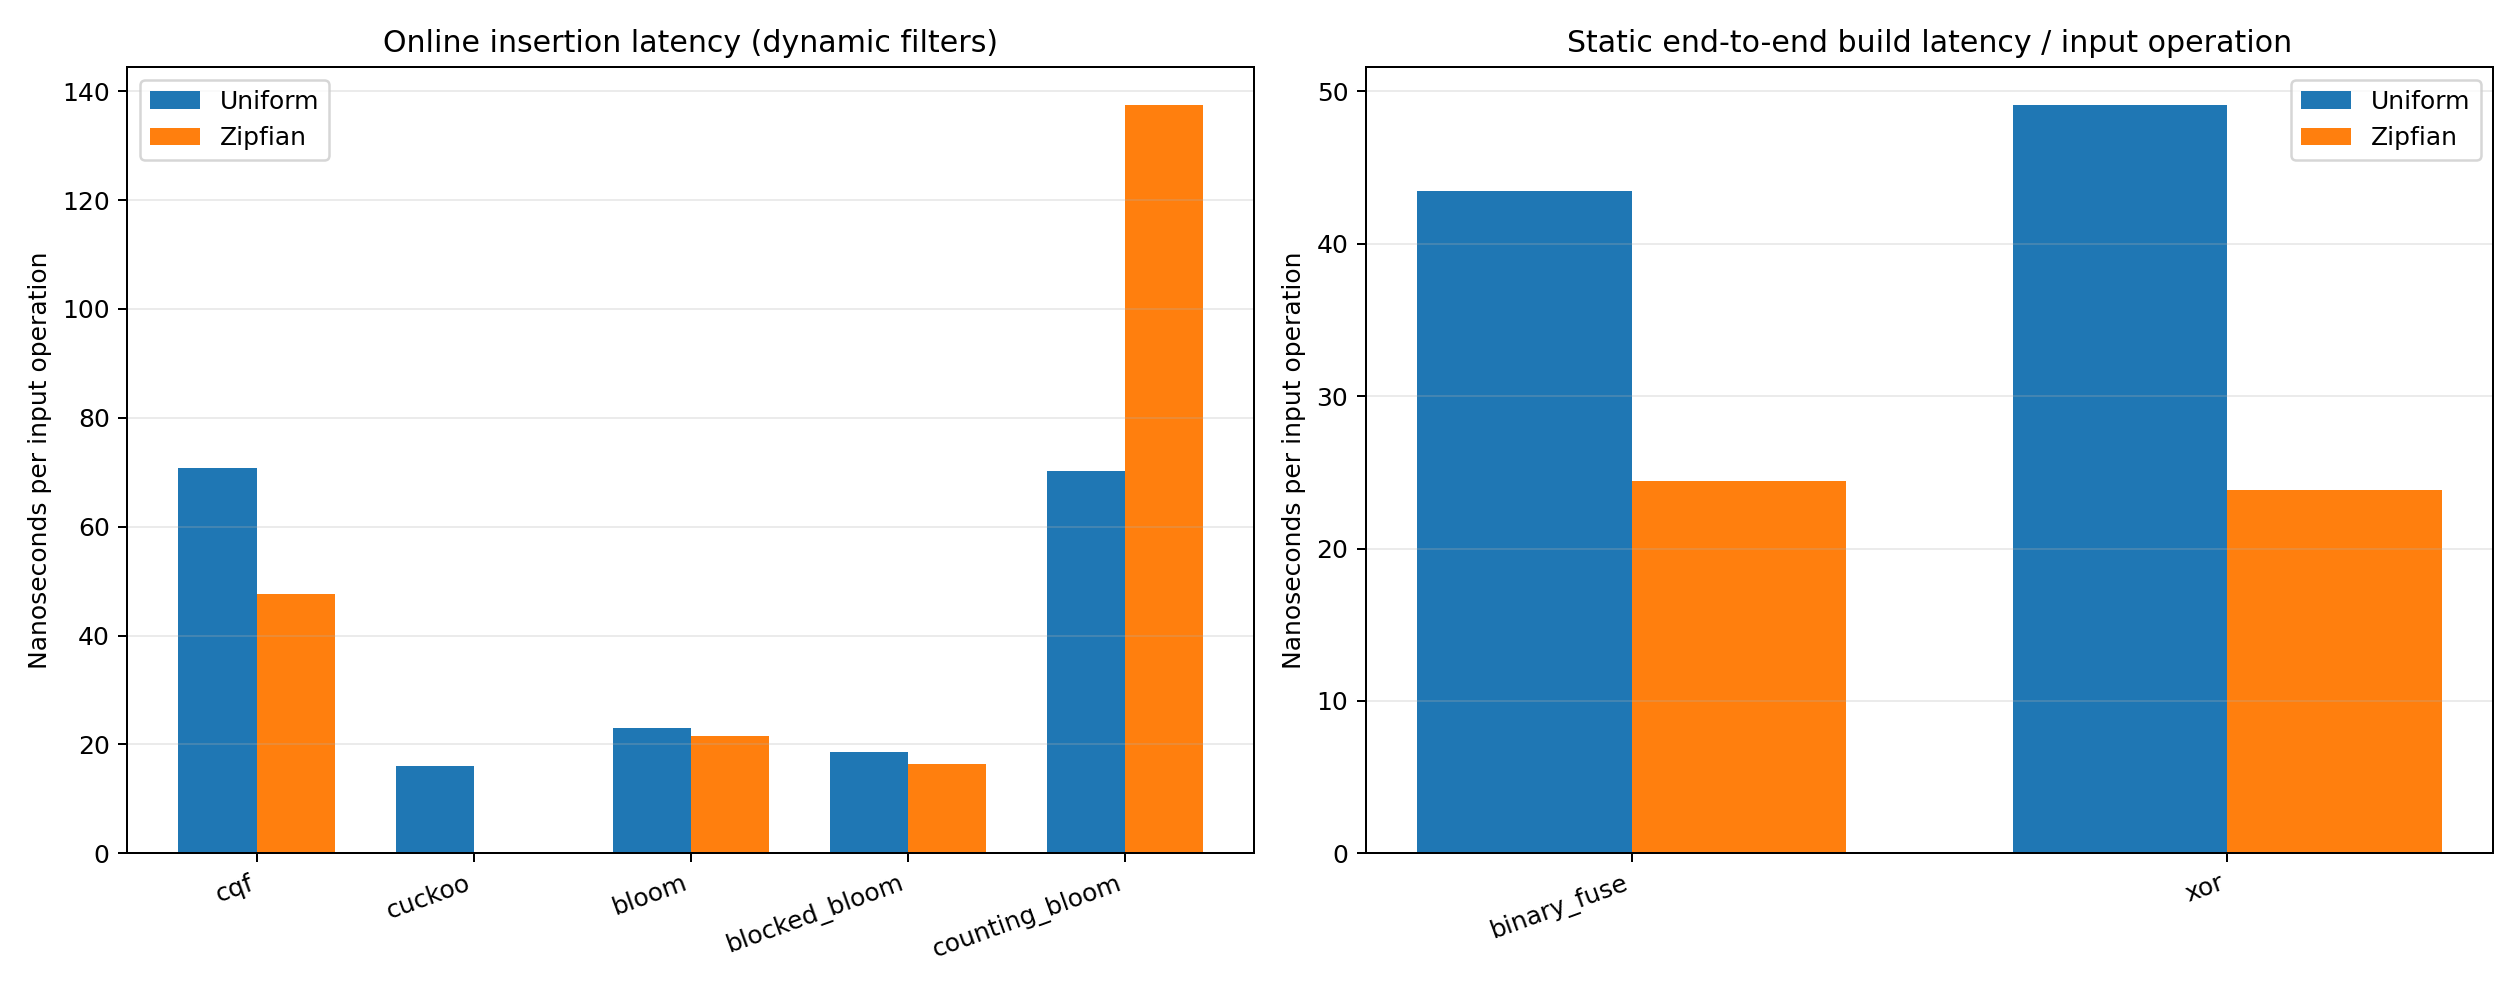 Online insertion latency (dynamic filters)
Nanoseconds per input operation
140
120
100
80
60
40
20
0
Uniform
Zipfian
cqf
cuckoo
bloom
blocked_bloom
counting_bloom
Static end-to-end build latency / input operation
Nanoseconds per input operation
50
40
30
20
10
0
Uniform
Zipfian
binary_fuse
xor